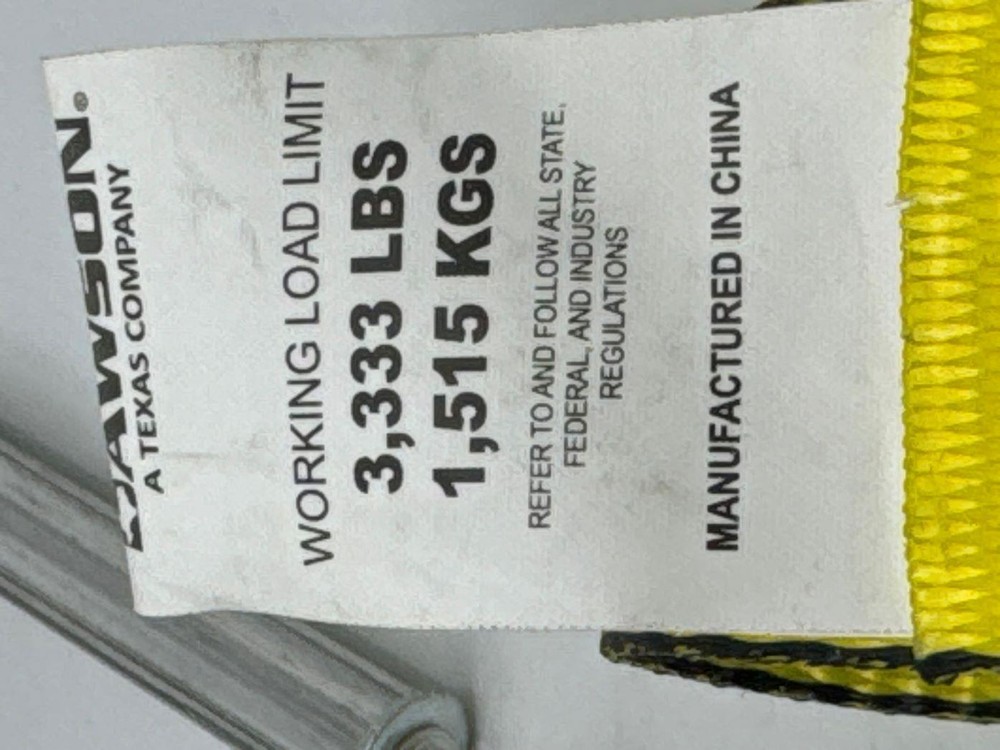 DAWSON®
A TEXAS COMPANY
WORKING LOAD LIMIT
3,333 LBS
1,515 KGS
REFER TO AND FOLLOW ALL STATE,
FEDERAL, AND INDUSTRY
REGULATIONS
MANUFACTURED IN CHINA